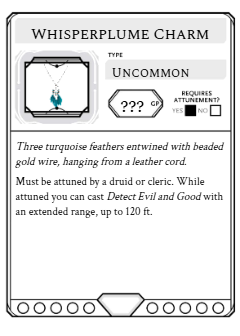 WHISPERPLUME CHARM
TYPE
UNCOMMON
??? GP
REQUIRES
ATTUNEMENT?
YES NO
Three turquoise feathers entwined with beaded
gold wire, hanging from a leather cord.
Must be attuned by a druid or cleric. While
attuned you can cast Detect Evil and Good with
an extended range, up to 120 ft.